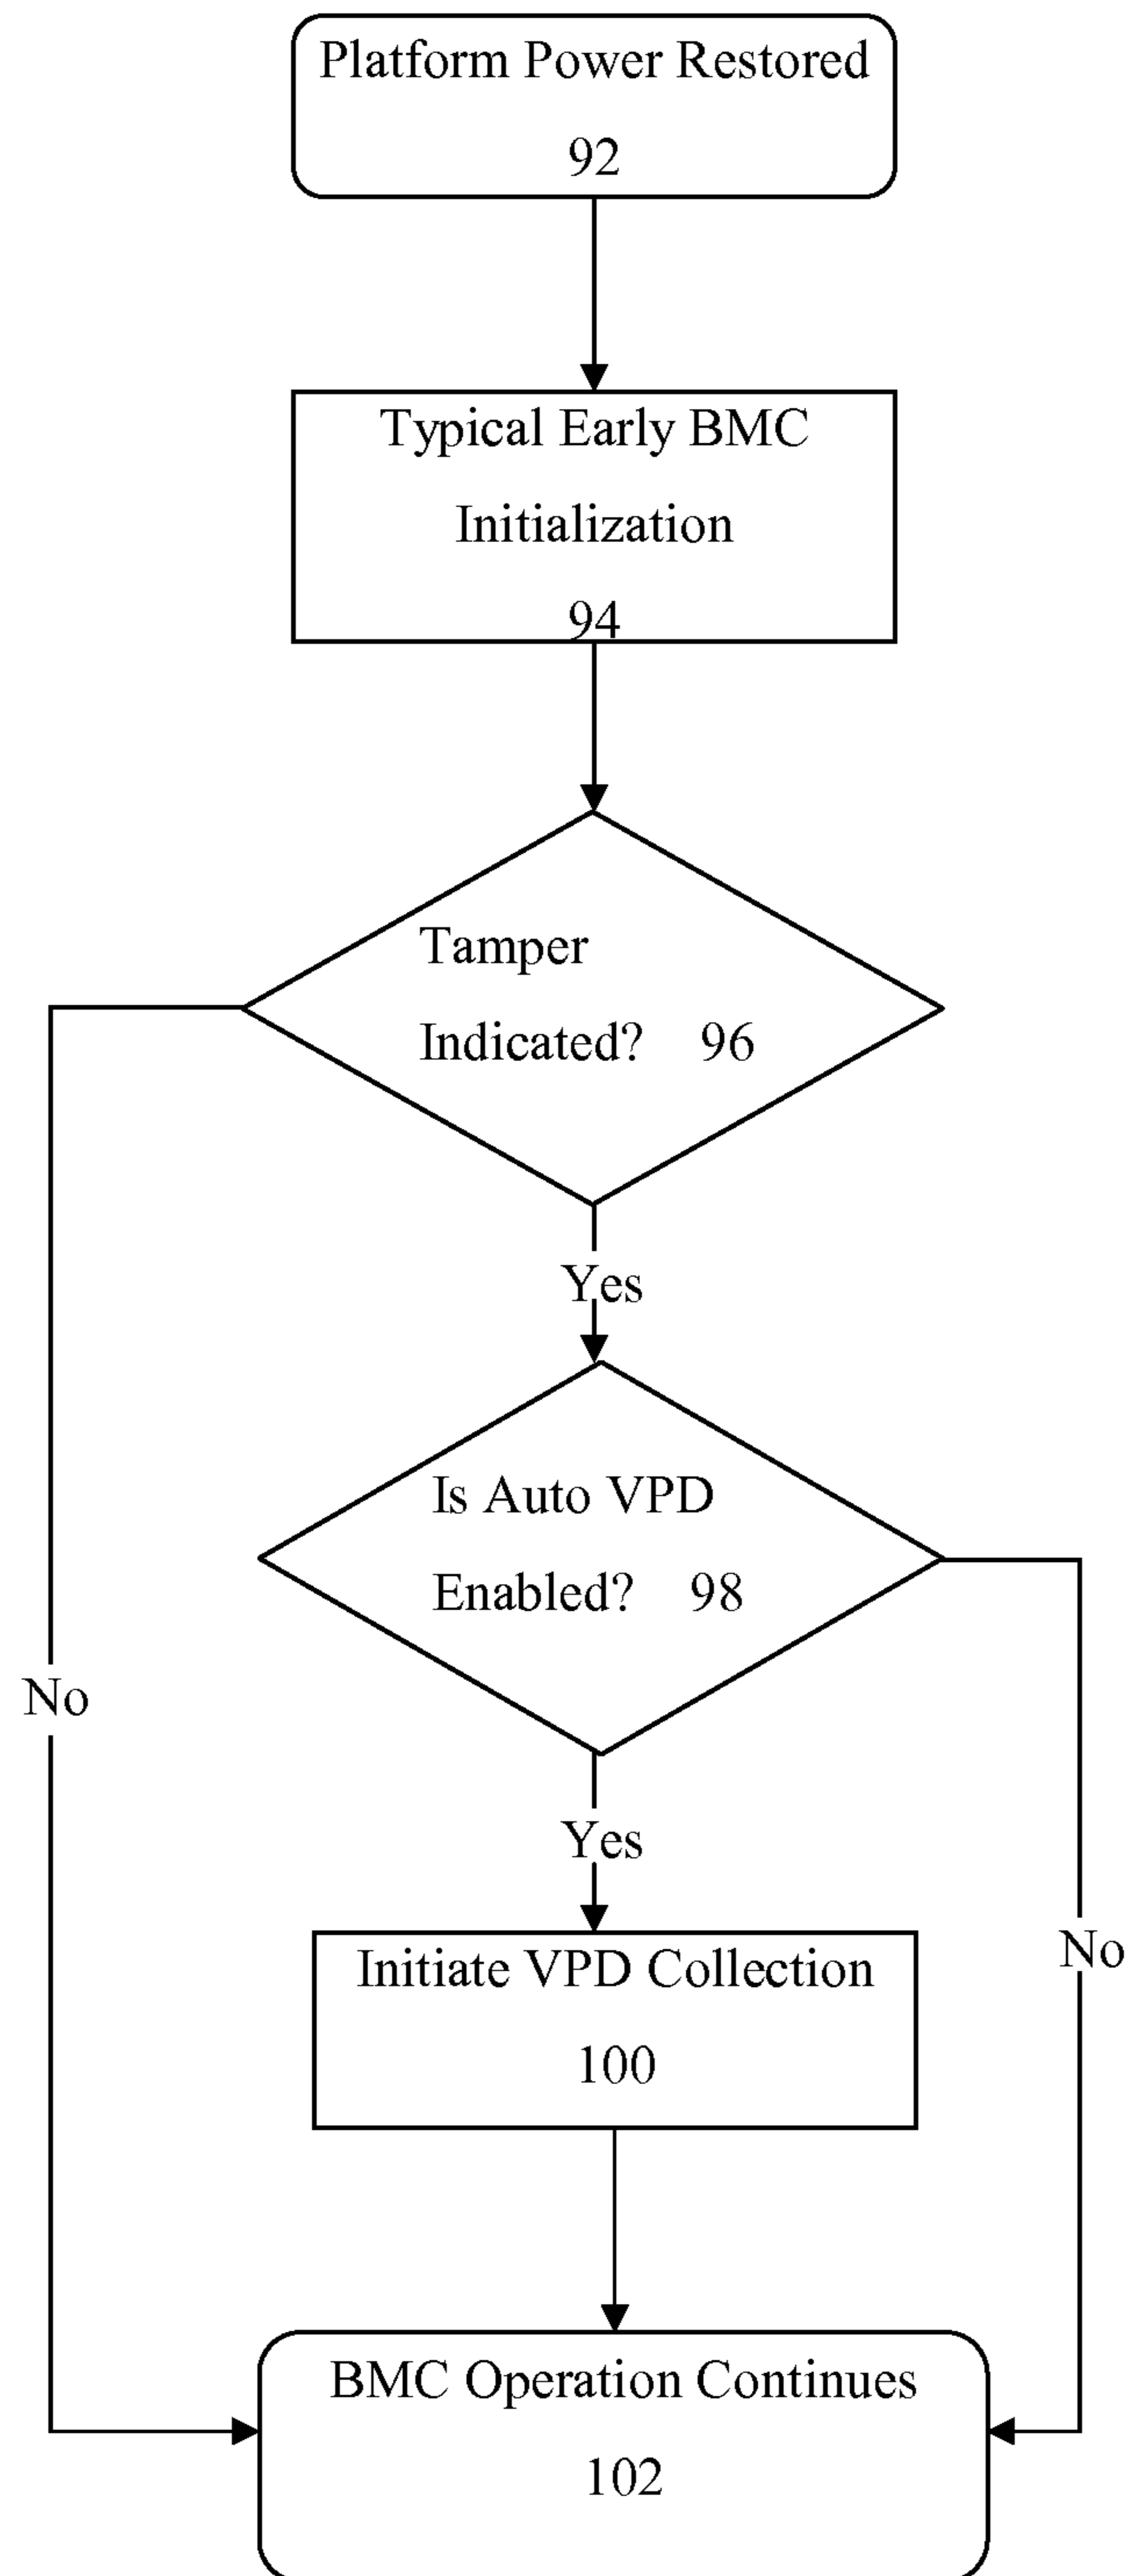 Platform Power Restored
92
Typical Early BMC
Initialization
94
Tamper
Indicated? 96
Yes
Is Auto VPD
Enabled? 98
No
Yes
No
Initiate VPD Collection
100
BMC Operation Continues
102